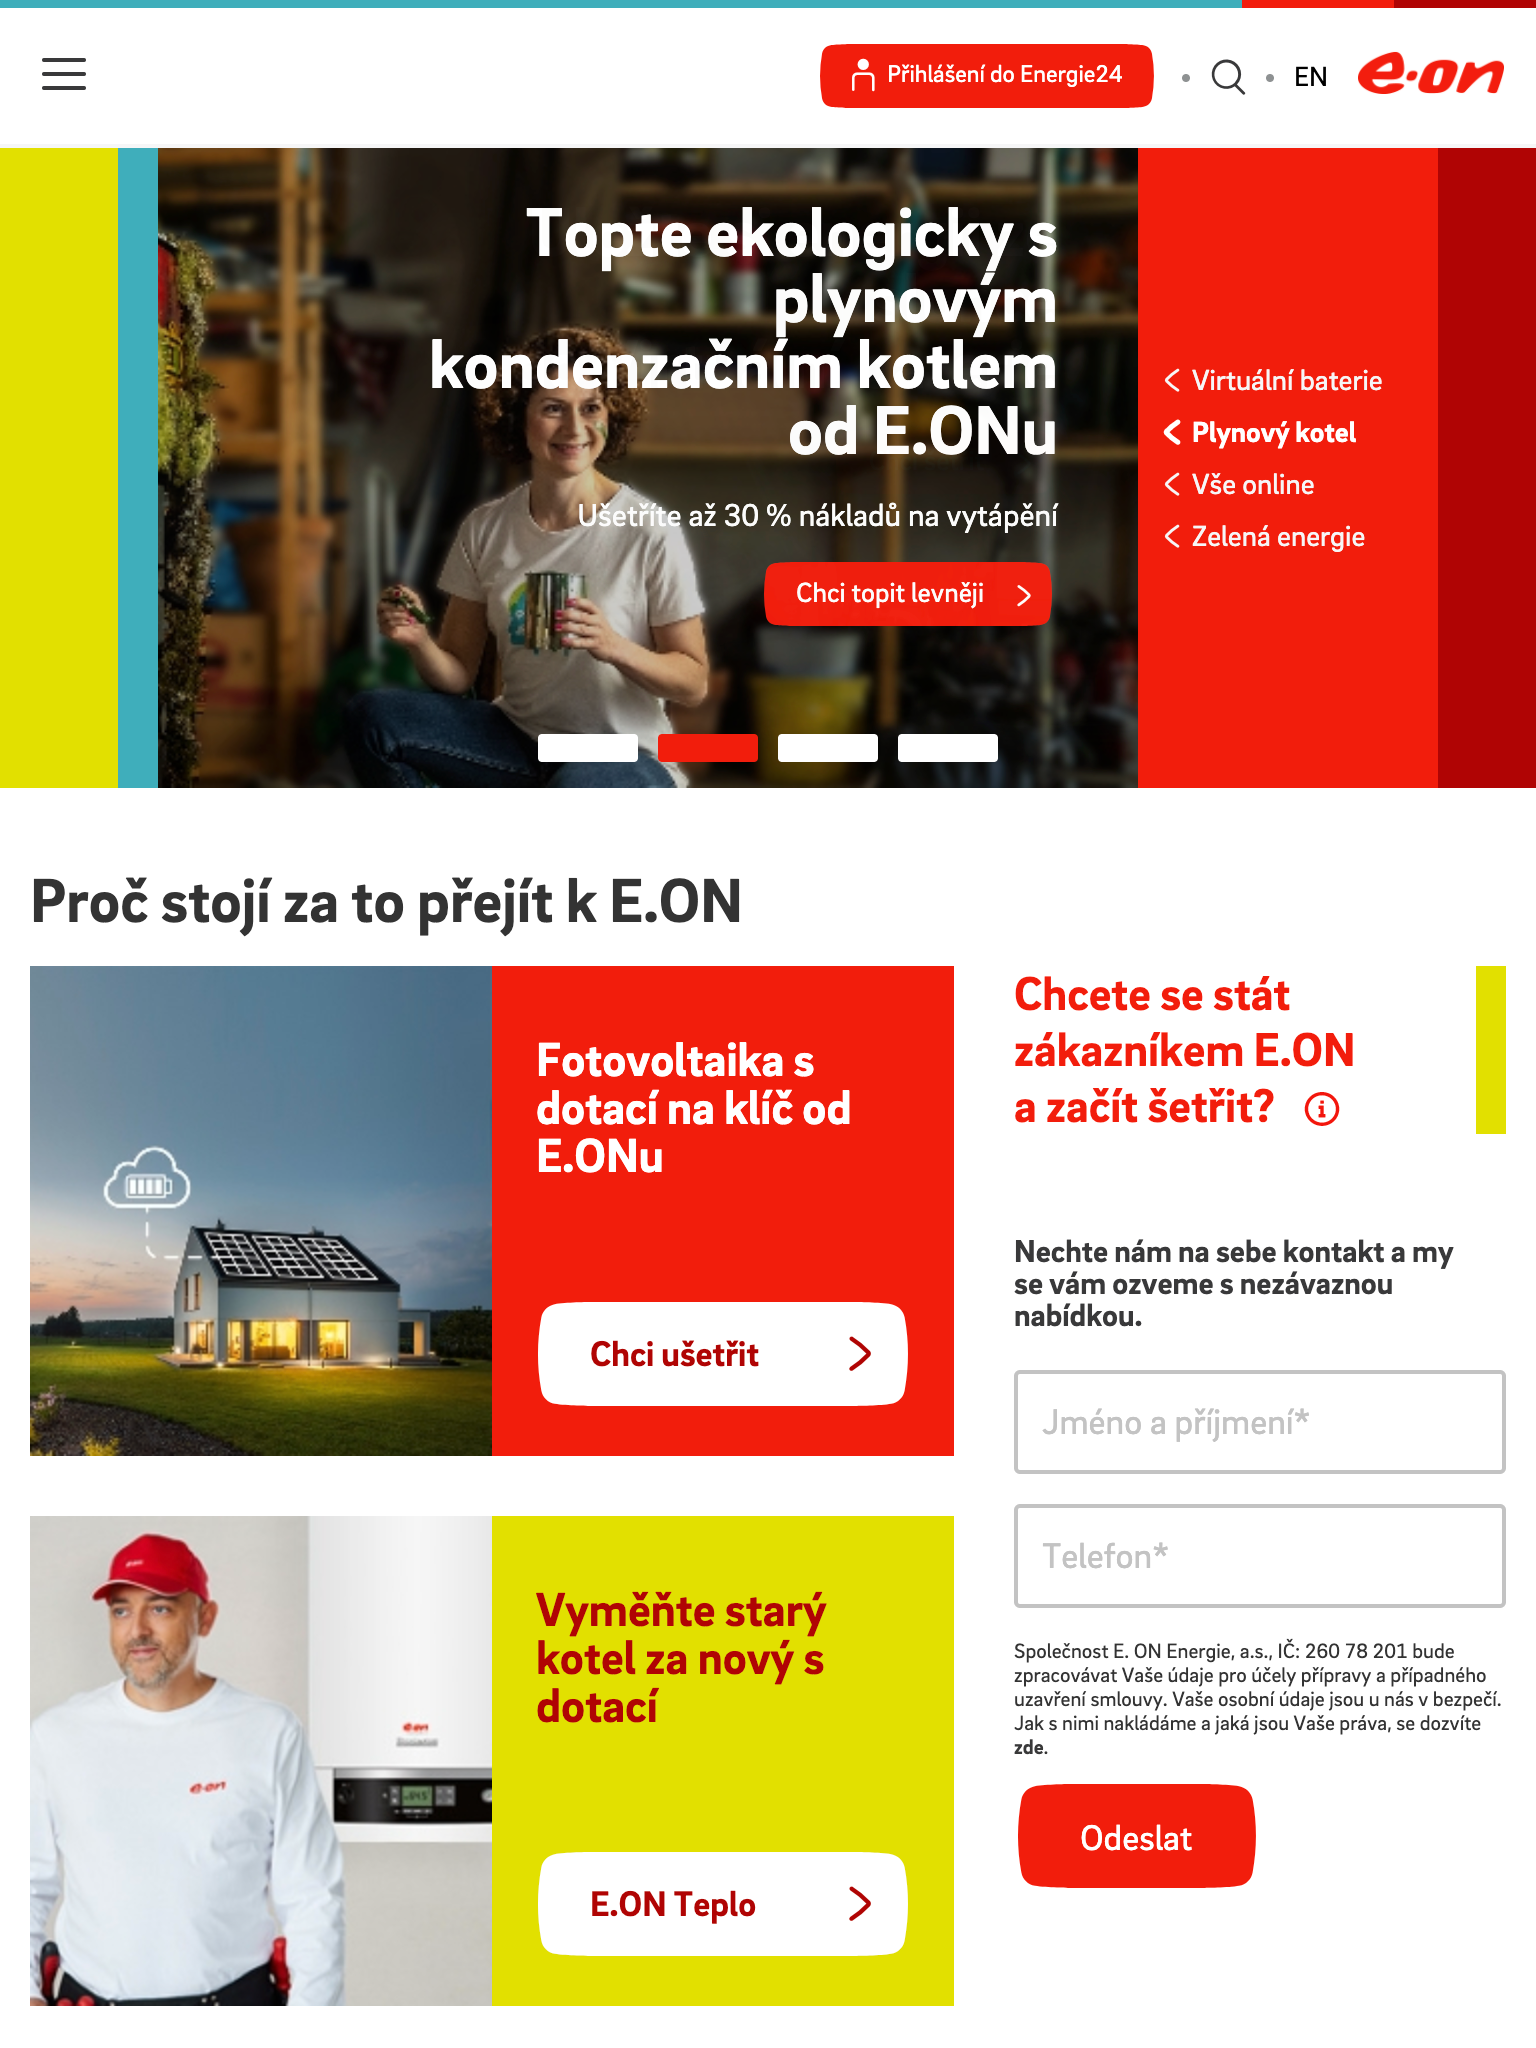 Přihlášení do Energie24
EN
e·on
Topte ekologicky s
plynovým
kondenzačním kotlem
od E.ONu
Ušetříte až 30 % nákladů na vytápění
Chci topit levněji
Virtuální baterie
Plynový kotel
Vše online
Zelená energie
Proč stojí za to přejít k E.ON
Fotovoltaika s
dotací na klíč od
E.ONu
Chci ušetřit
Chcete se stát
zákazníkem E.ON
a začít šetřit?
Nechte nám na sebe kontakt a my
se vám ozveme s nezávaznou
nabídkou.
Jméno a příjmení*
Telefon*
Společnost E. ON Energie, a.s., IČ: 260 78 201 bude
zpracovávat Vaše údaje pro účely přípravy a případného
uzavření smlouvy. Vaše osobní údaje jsou u nás v bezpečí.
Jak s nimi nakládáme a jaká jsou Vaše práva, se dozvíte
zde.
Odeslat
Vyměňte starý
kotel za nový s
dotací
E.ON Teplo
e·on
e·on